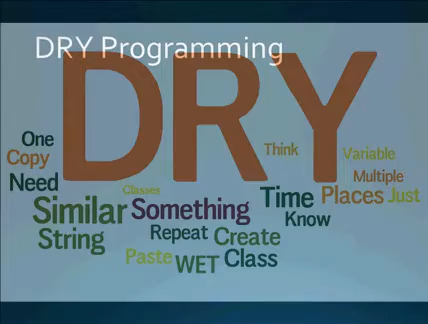 DRY Programming
DRY
One
Think
Copy
Variable
Need
Classes
Multiple
Similar Something Time Places Just
Know
String Repeat Create
Paste WET Class